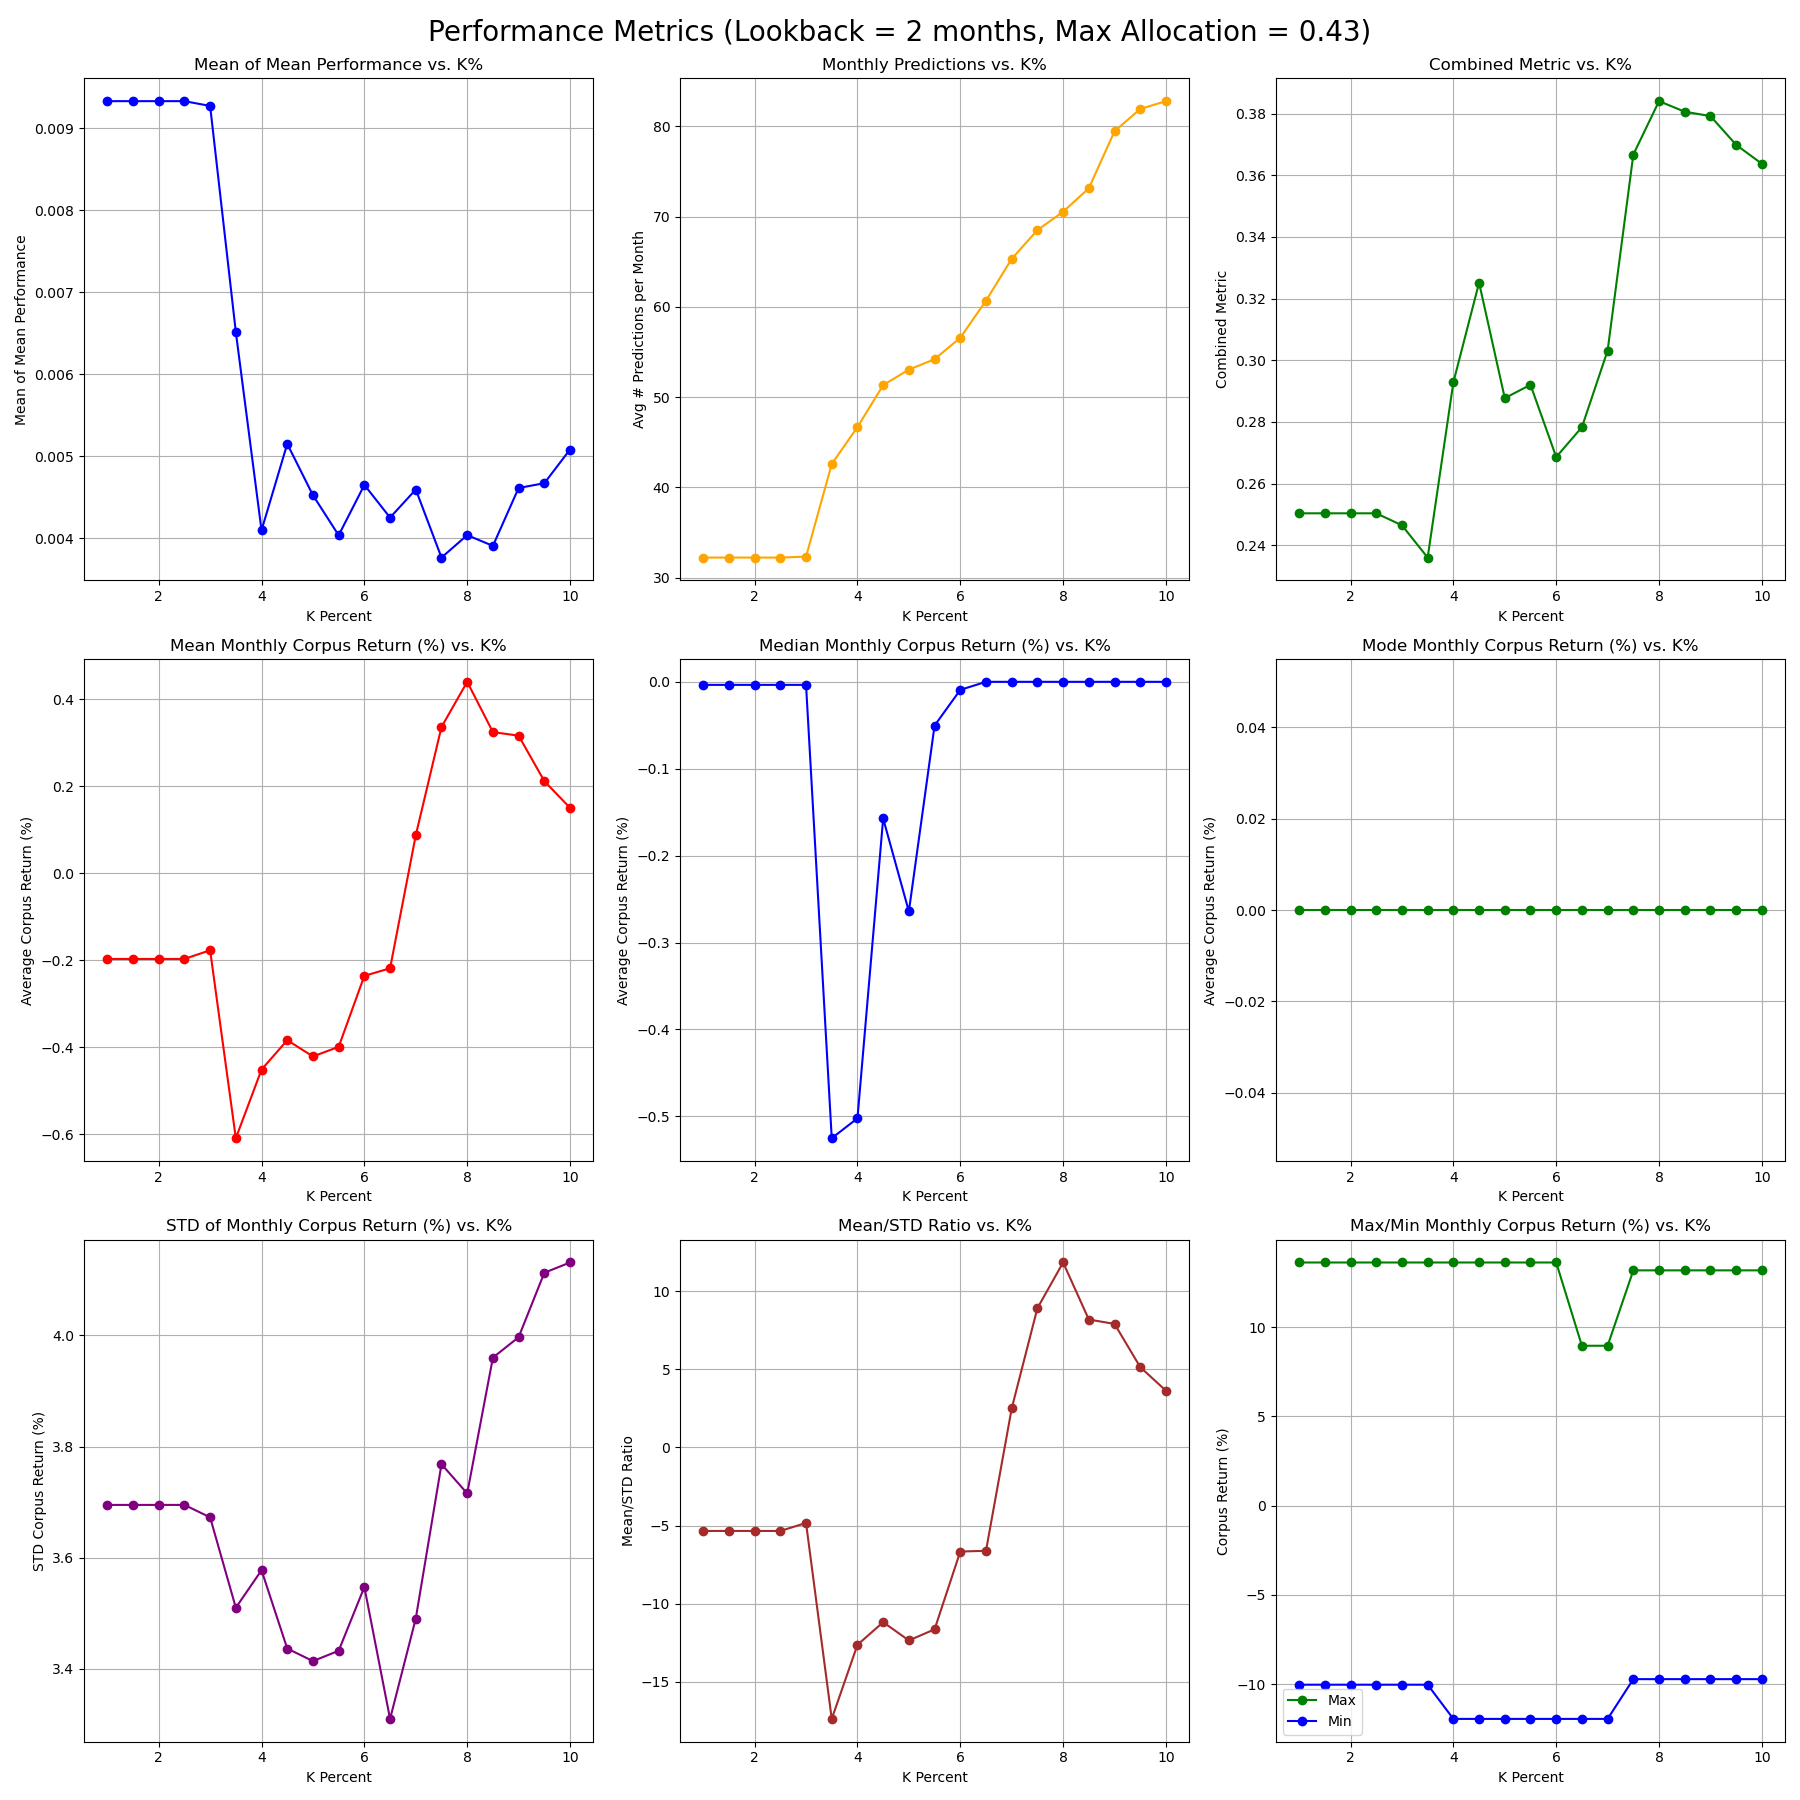 Performance Metrics (Lookback = 2 months, Max Allocation = 0.43)
Mean of Mean Performance vs. K%
Mean of Mean Performance
0.009
0.008
0.007
0.006
0.005
0.004
2 4 6 8 10
K Percent
Monthly Predictions vs. K%
Avg # Predictions per Month
80
70
60
50
40
30
2 4 6 8 10
K Percent
Combined Metric vs. K%
Combined Metric
0.38
0.36
0.34
0.32
0.30
0.28
0.26
0.24
2 4 6 8 10
K Percent
Mean Monthly Corpus Return (%) vs. K%
Average Corpus Return (%)
0.4
0.2
0.0
−0.2
−0.4
−0.6
2 4 6 8 10
K Percent
Median Monthly Corpus Return (%) vs. K%
Average Corpus Return (%)
0.0
−0.1
−0.2
−0.3
−0.4
−0.5
2 4 6 8 10
K Percent
Mode Monthly Corpus Return (%) vs. K%
Average Corpus Return (%)
0.04
0.02
0.00
−0.02
−0.04
2 4 6 8 10
K Percent
STD of Monthly Corpus Return (%) vs. K%
STD Corpus Return (%)
4.0
3.8
3.6
3.4
2 4 6 8 10
K Percent
Mean/STD Ratio vs. K%
Mean/STD Ratio
10
5
0
−5
−10
−15
2 4 6 8 10
K Percent
Max/Min Monthly Corpus Return (%) vs. K%
Corpus Return (%)
10
5
0
−5
−10
Max
Min
2 4 6 8 10
K Percent